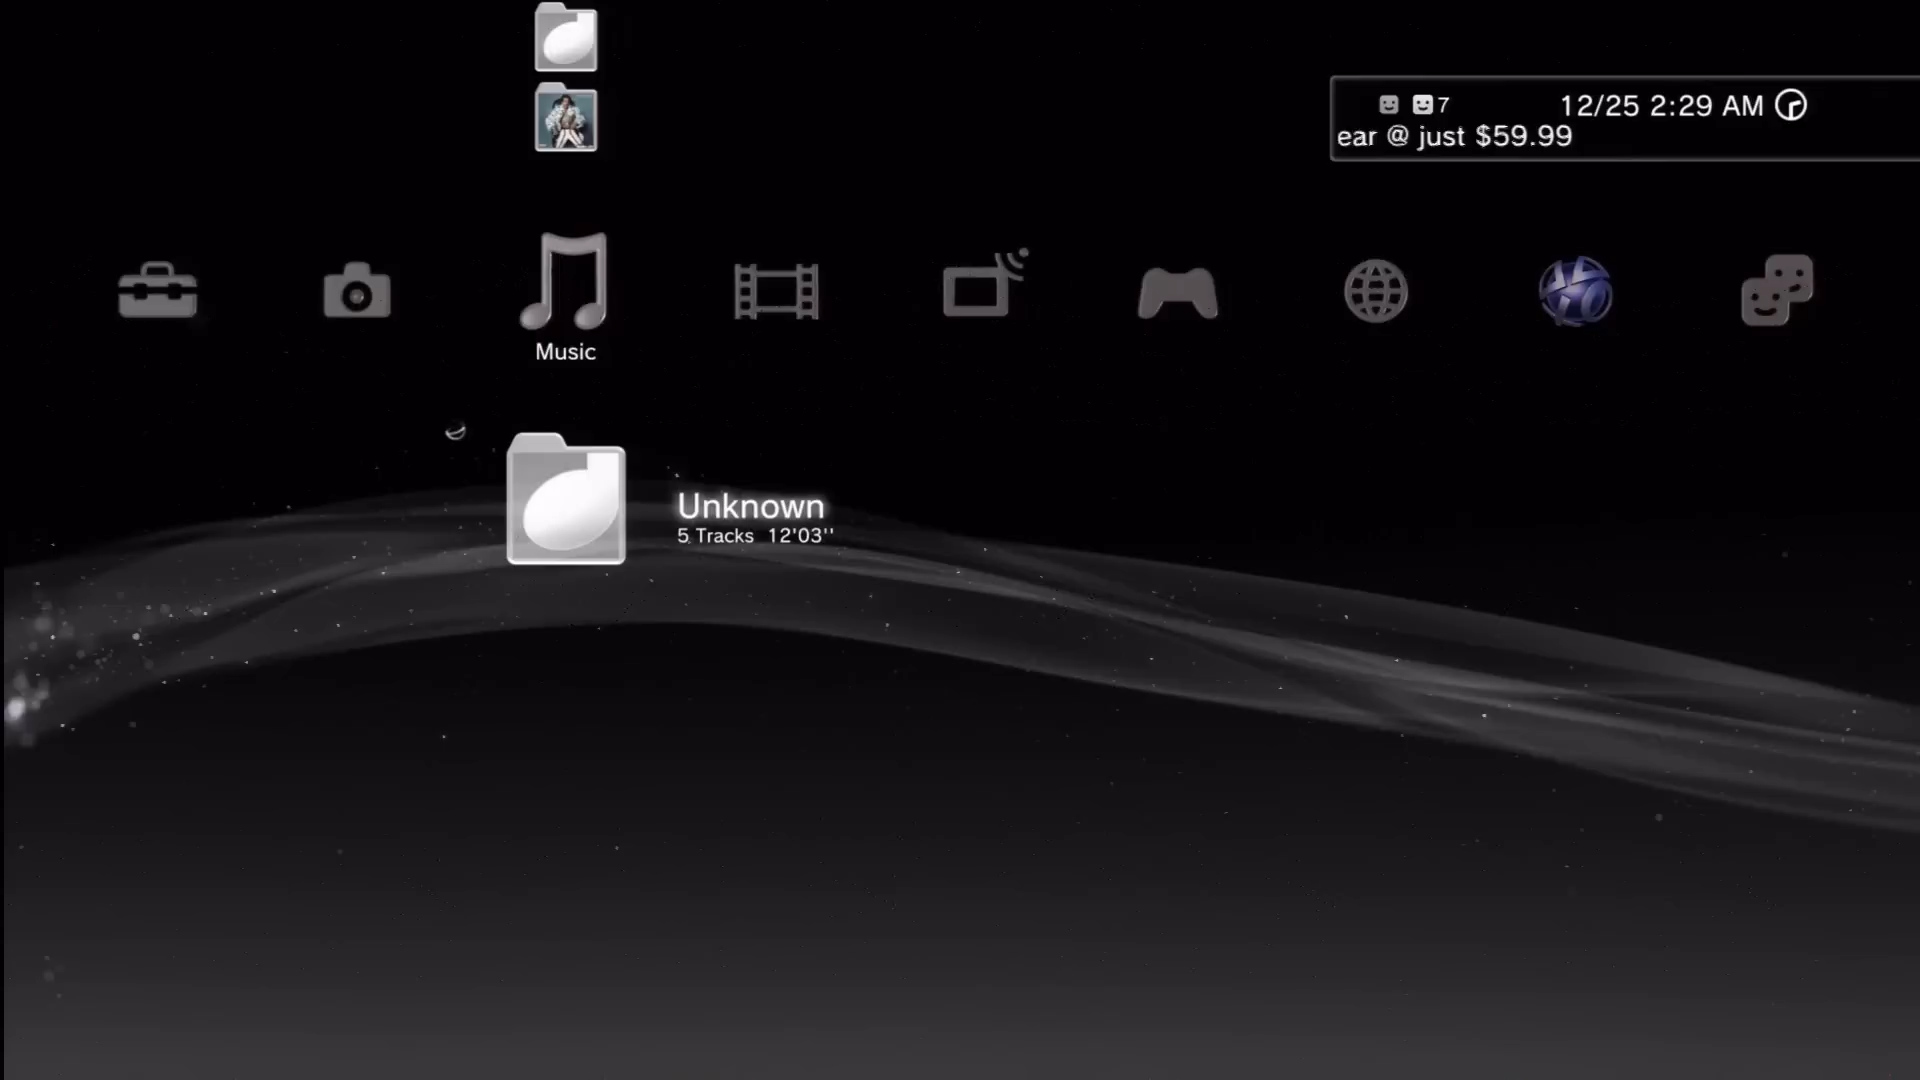 7 12/25 2:29 AM
ear @ just $59.99
Music
Unknown
5 Tracks 12'03''